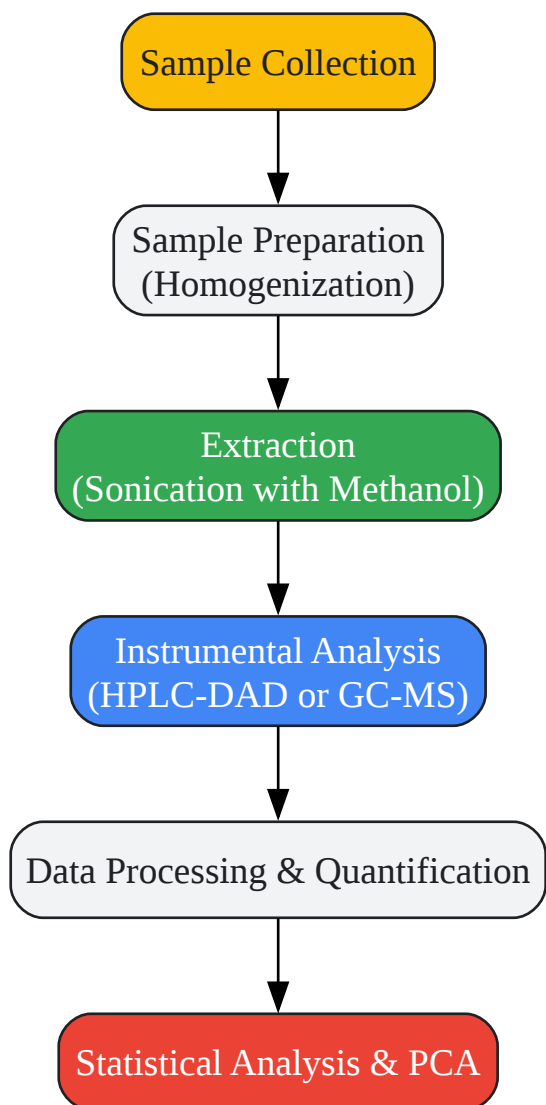 Sample Collection
Sample Preparation
(Homogenization)
Extraction
(Sonication with Methanol)
Instrumental Analysis
(HPLC-DAD or GC-MS)
Data Processing & Quantification
Statistical Analysis & PCA